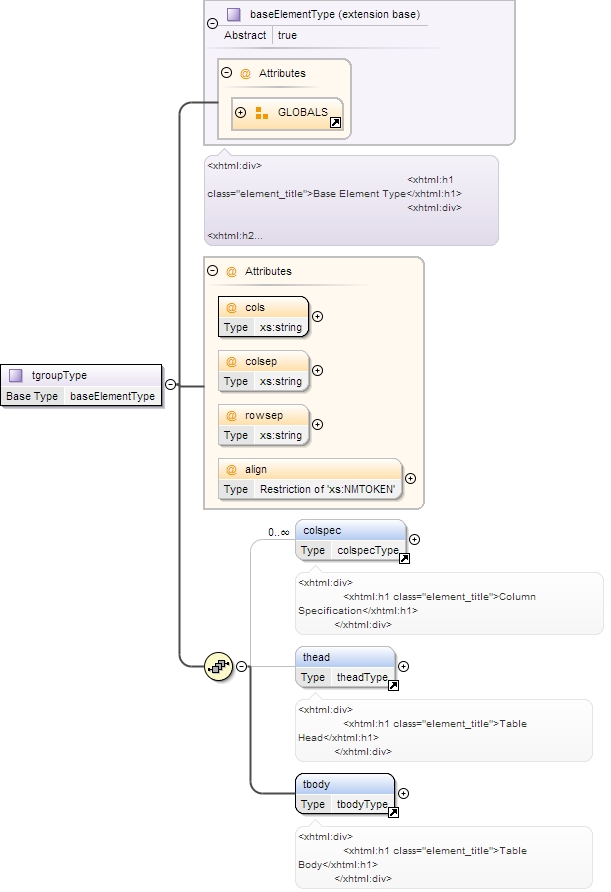 baseElementType (extension base)
Abstract true
@ Attributes
GLOBALS
<xhtml:div>
<xhtml:h1
class="element_title">Base Element Type</xhtml:h1>
<xhtml:div>
<xhtml:h2...
@ Attributes
@ cols
Type xs:string
@ colsep
Type xs:string
@ rowsep
Type xs:string
@ align
Type Restriction of 'xs:NMTOKEN'
tgroupType
Base Type baseElementType
0..∞
colspec
Type colspecType
<xhtml:div>
<xhtml:h1 class="element_title">Column
Specification</xhtml:h1>
</xhtml:div>
thead
Type theadType
<xhtml:div>
<xhtml:h1 class="element_title">Table
Head</xhtml:h1>
</xhtml:div>
tbody
Type tbodyType
<xhtml:div>
<xhtml:h1 class="element_title">Table
Body</xhtml:h1>
</xhtml:div>